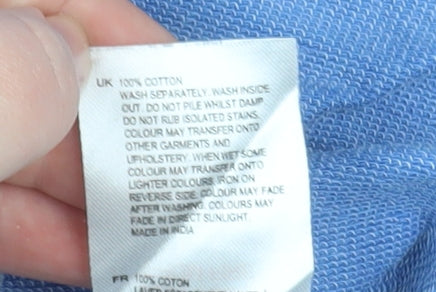 UK 100% COTTON
WASH SEPARATELY. WASH INSIDE
OUT. DO NOT PILE WHILST DAMP
DO NOT RUB ISOLATED STAINS.
COLOUR MAY TRANSFER ONTO
OTHER GARMENTS AND
UPHOLSTERY. WHEN WET SOME
COLOUR MAY TRANSFER ONTO
LIGHTER COLOURS. IRON ON
REVERSE SIDE. COLOUR MAY FADE
AFTER WASHING. COLOURS MAY
FADE IN DIRECT SUNLIGHT.
MADE IN INDIA
FR 100% COTON